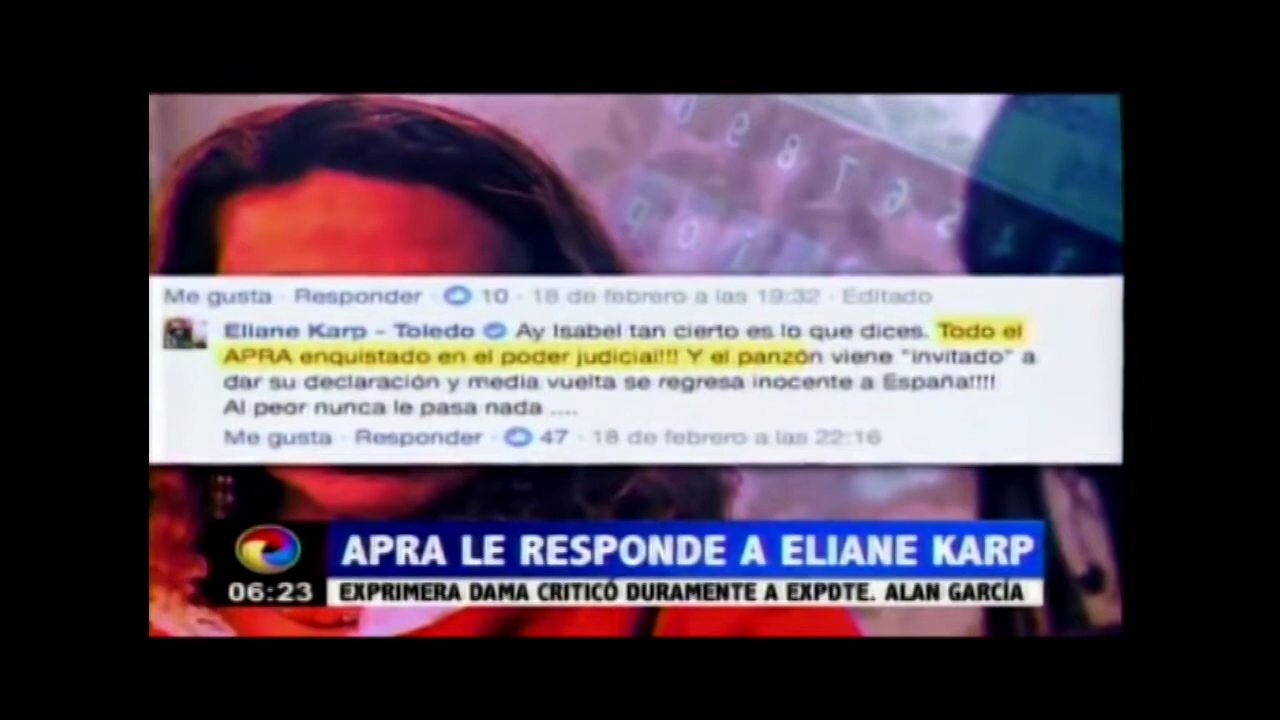 Me gusta · Responder · 10 · 18 de febrero a las 19:32 · Editado
Eliane Karp - Toledo Ay Isabel tan cierto es lo que dices. Todo el
APRA enquistado en el poder judicial!!! Y el panzón viene "invitado" a
dar su declaración y media vuelta se regresa inocente a España!!!!
Al peor nunca le pasa nada ....
Me gusta · Responder · 47 · 18 de febrero a las 22:16
APRA LE RESPONDE A ELIANE KARP
06:23 EXPRIMERA DAMA CRITICÓ DURAMENTE A EXPDTE. ALAN GARCÍA